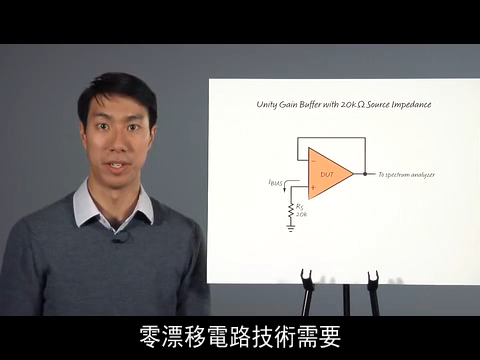 Unity Gain Buffer with 20kΩ Source Impedance
−
DUT
To spectrum analyzer
IBUS
+
RS
20k
零漂移電路技術需要